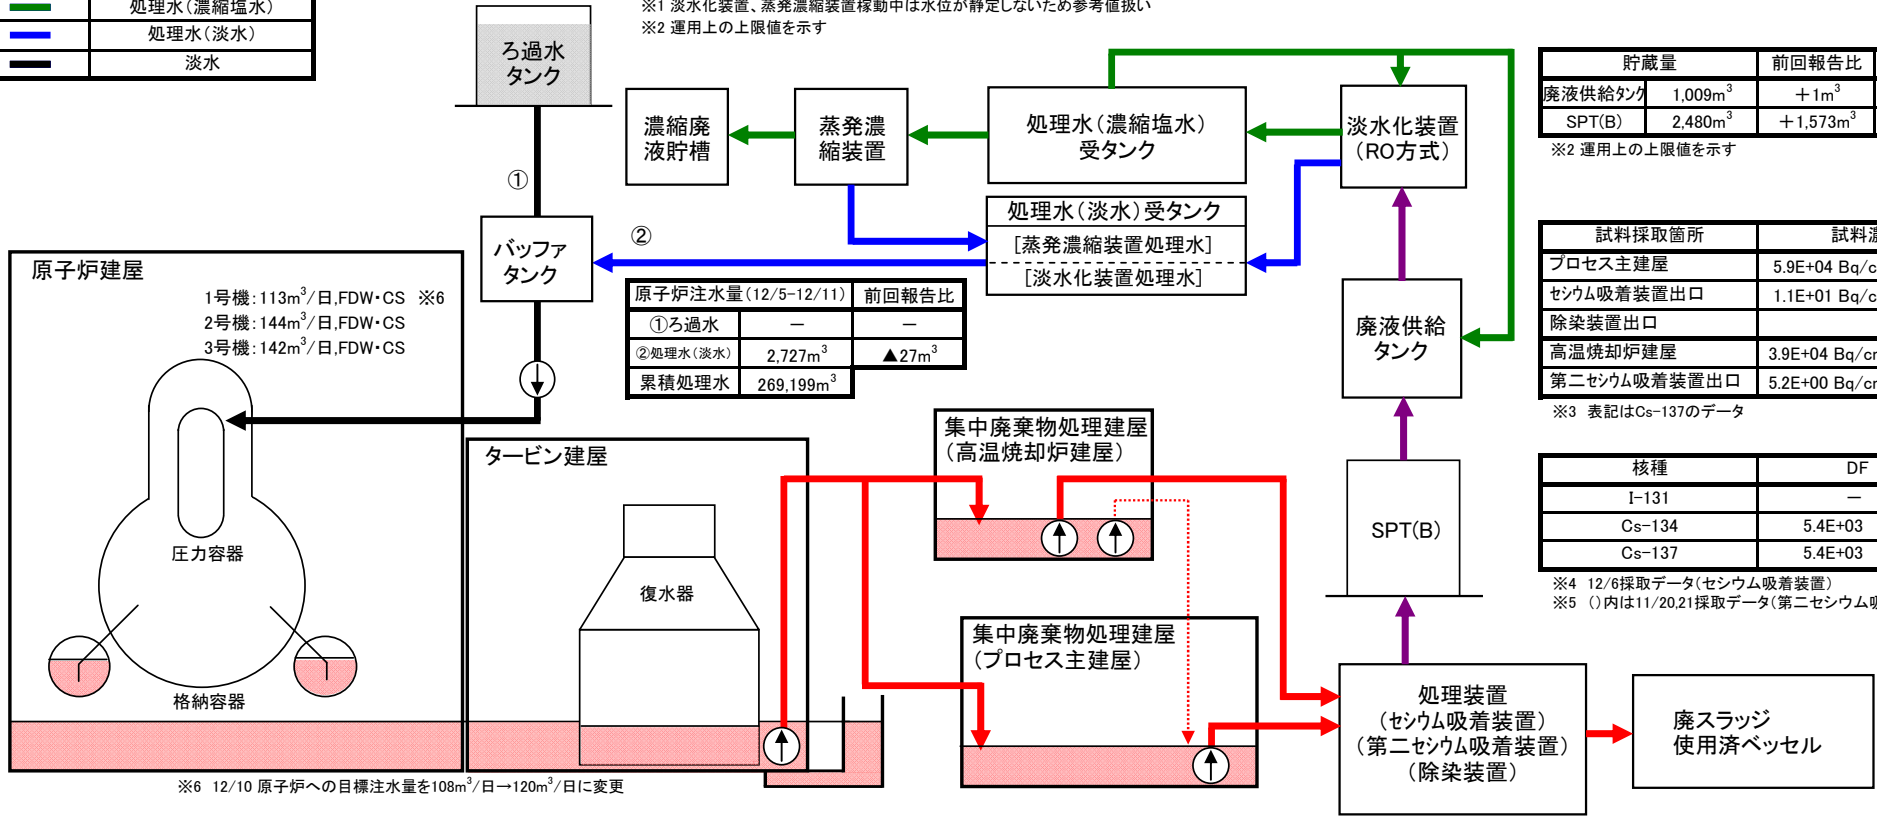 処理水(濃縮塩水)
処理水(淡水)
淡水
※1 淡水化装置、蒸発濃縮装置稼動中は水位が静定しないため参考値扱い
※2 運用上の上限値を示す
ろ過水
タンク
濃縮廃
液貯槽
蒸発濃
縮装置
処理水(濃縮塩水)
受タンク
淡水化装置
(RO方式)
貯蔵量 前回報告比
廃液供給タンク 1,009m³ +1m³
SPT(B) 2,480m³ +1,573m³
※2 運用上の上限値を示す
①
バッファ
タンク
②
処理水(淡水)受タンク
[蒸発濃縮装置処理水]
[淡水化装置処理水]
原子炉建屋
1号機:113m³/日,FDW・CS ※6
2号機:144m³/日,FDW・CS
3号機:142m³/日,FDW・CS
原子炉注水量(12/5-12/11) 前回報告比
①ろ過水 － －
②処理水(淡水) 2,727m³ ▲27m³
累積処理水 269,199m³
廃液供給
タンク
試料採取箇所 試料濃
プロセス主建屋 5.9E+04 Bq/c
セシウム吸着装置出口 1.1E+01 Bq/c
除染装置出口
高温焼却炉建屋 3.9E+04 Bq/c
第二セシウム吸着装置出口 5.2E+00 Bq/c
※3 表記はCs-137のデータ
圧力容器
格納容器
タービン建屋
復水器
集中廃棄物処理建屋
(高温焼却炉建屋)
集中廃棄物処理建屋
(プロセス主建屋)
SPT(B)
核種 DF
I-131 －
Cs-134 5.4E+03
Cs-137 5.4E+03
※4 12/6採取データ(セシウム吸着装置)
※5 ()内は11/20,21採取データ(第二セシウム吸
処理装置
(セシウム吸着装置)
(第二セシウム吸着装置)
(除染装置)
廃スラッジ
使用済ベッセル
※6 12/10 原子炉への目標注水量を108m³/日→120m³/日に変更